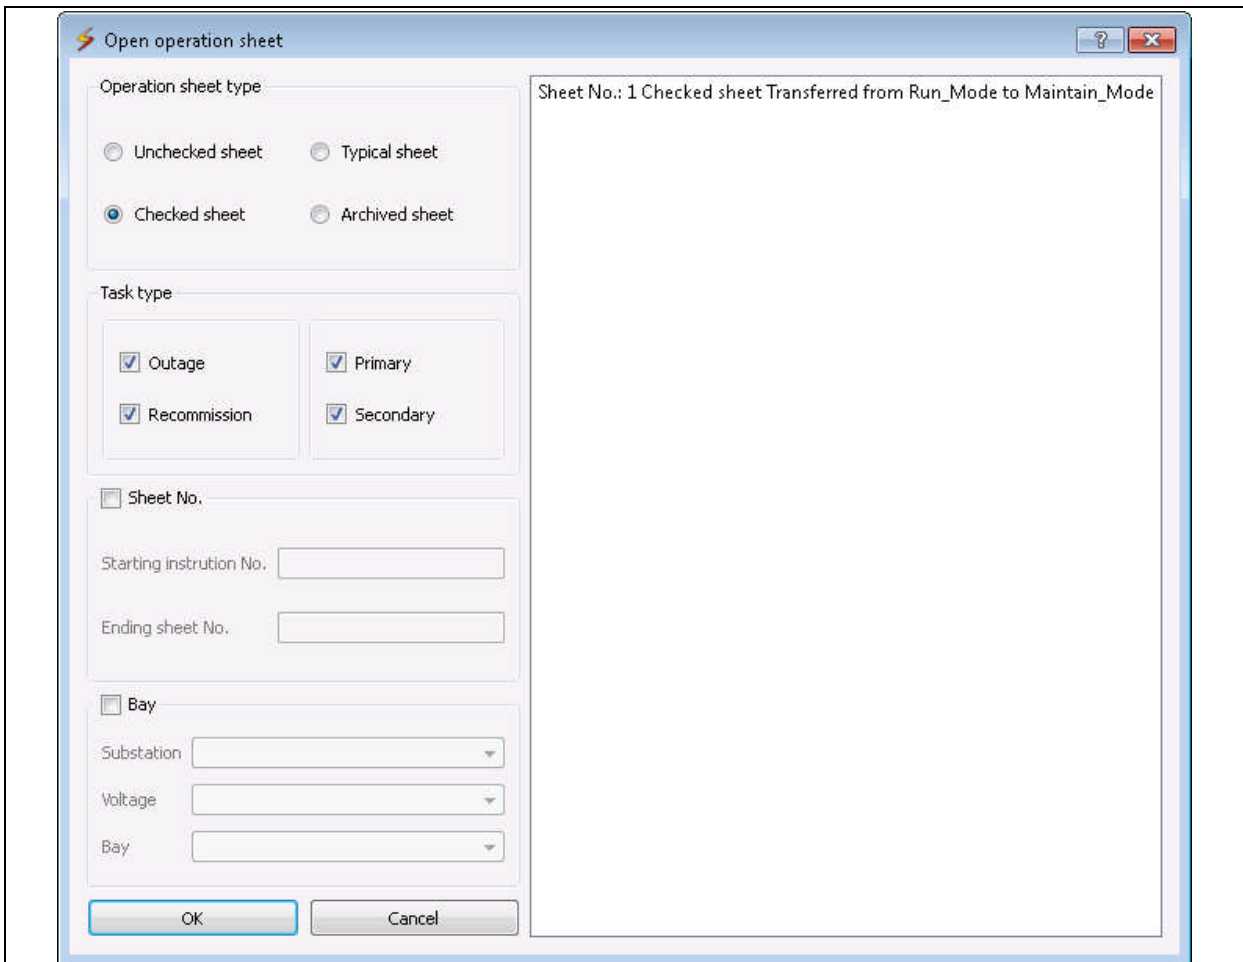 Open operation sheet
?
Operation sheet type
Unchecked sheet
Typical sheet
Checked sheet
Archived sheet
Task type
Outage
Primary
Recommission
Secondary
Sheet No.
Starting instrution No.
Ending sheet No.
Bay
Substation
Voltage
Bay
OK
Cancel
Sheet No.: 1 Checked sheet Transferred from Run_Mode to Maintain_Mode